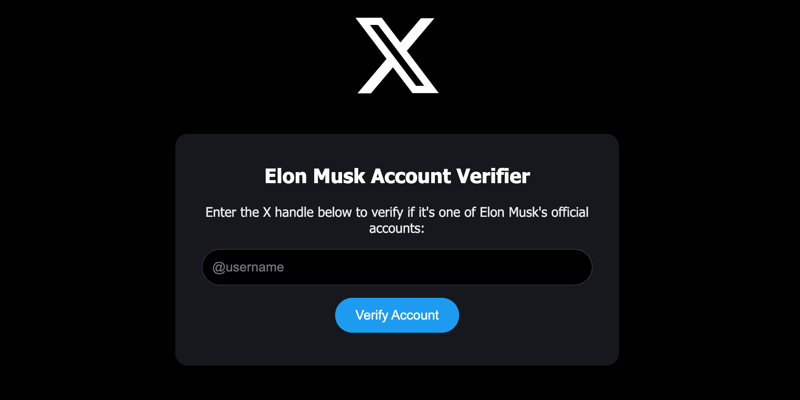 Elon Musk Account Verifier
Enter the X handle below to verify if it's one of Elon Musk's official
accounts:
@username
Verify Account